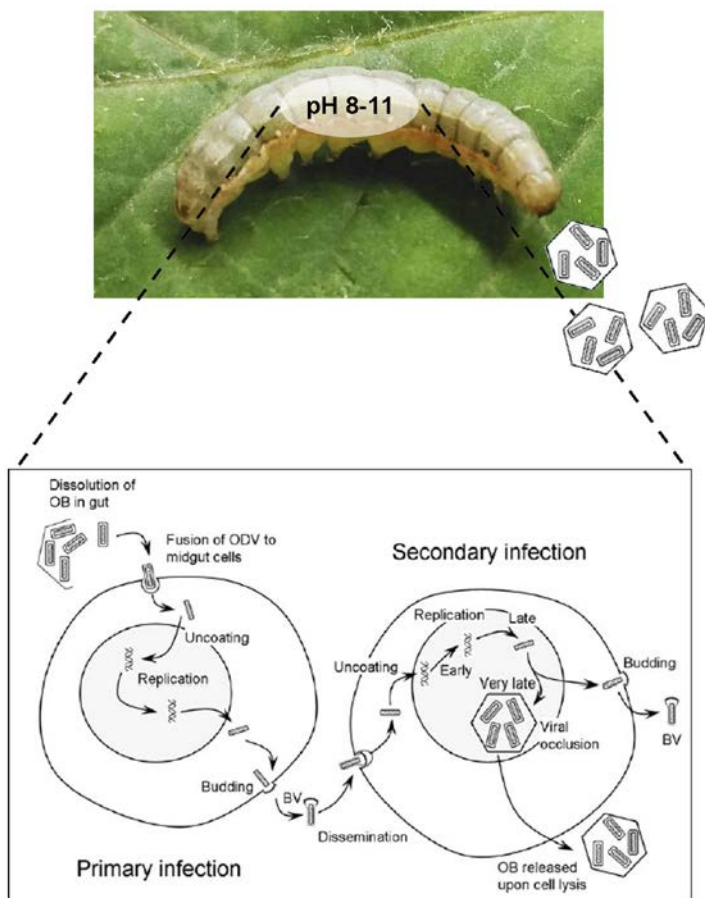 pH 8-11
Dissolution of
OB in gut
Fusion of ODV to
midgut cells
Uncoating
Replication
Budding
BV
Dissemination
Primary infection
Secondary infection
Replication
Late
Uncoating
Early
Very late
Viral
occlusion
Budding
BV
OB released
upon cell lysis